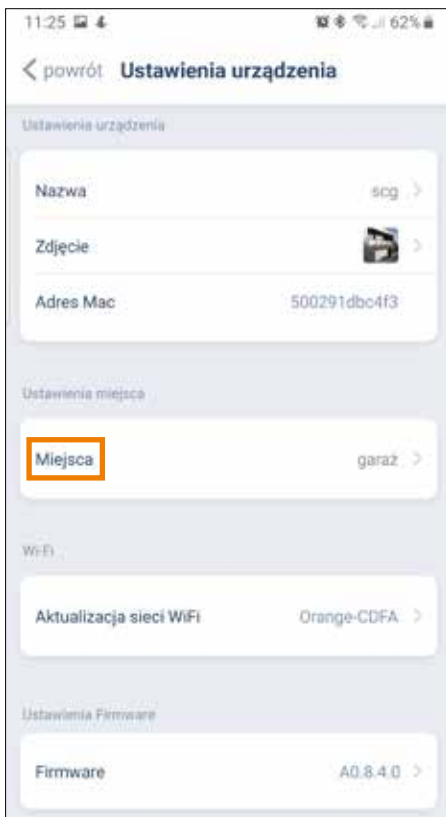 11:25 62%
powrót Ustawienia urządzenia
Ustawienia urządzenia
Nazwa scg
Zdjęcie
Adres Mac 500291dbc4f3
Ustawienia miejsca
Miejsca garaż
Wi-Fi
Aktualizacja sieci WiFi Orange-CDFA
Ustawienia Firmware
Firmware A0.8.4.0